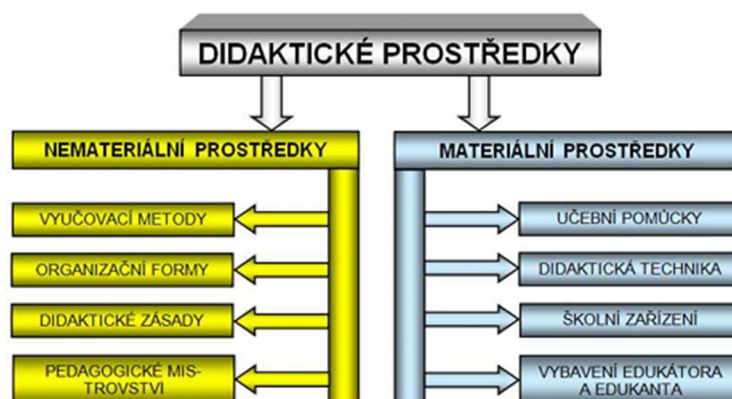 DIDAKTICKÉ PROSTŘEDKY
NEMATERIÁLNÍ PROSTŘEDKY
VYUČOVACÍ METODY
ORGANIZAČNÍ FORMY
DIDAKTICKÉ ZÁSADY
PEDAGOGICKÉ MIS-
TROVSTVÍ
MATERIÁLNÍ PROSTŘEDKY
UČEBNÍ POMŮCKY
DIDAKTICKÁ TECHNIKA
ŠKOLNÍ ZAŘÍZENÍ
VYBAVENÍ EDUKÁTORA
A EDUKANTA